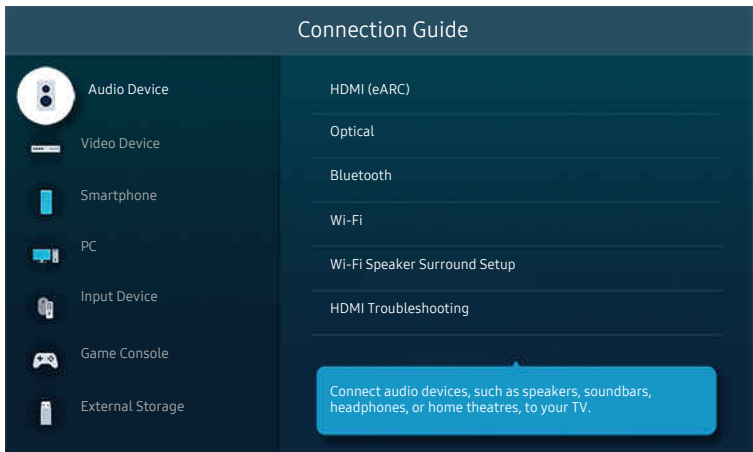 Connection Guide
Audio Device
Video Device
Smartphone
PC
Input Device
Game Console
External Storage
HDMI (eARC)
Optical
Bluetooth
Wi-Fi
Wi-Fi Speaker Surround Setup
HDMI Troubleshooting
Connect audio devices, such as speakers, soundbars,
headphones, or home theatres, to your TV.